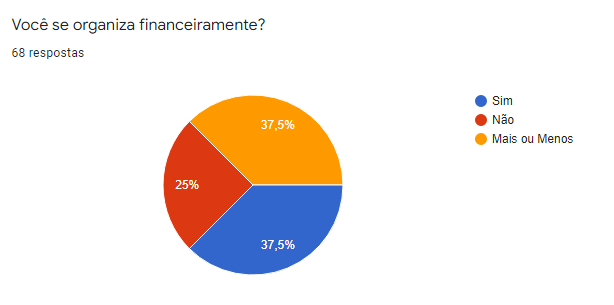 Você se organiza financeiramente?
68 respostas
Sim
Não
Mais ou Menos
37,5%
25%
37,5%